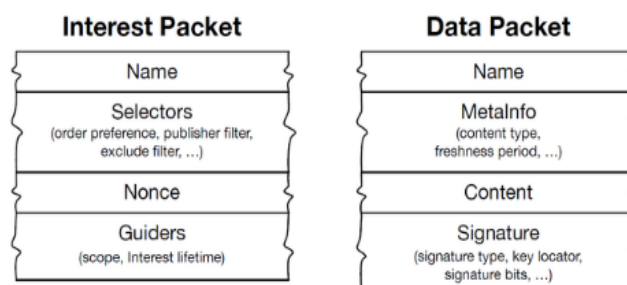 Interest Packet
Name
Selectors
(order preference, publisher filter,
exclude filter, ...)
Nonce
Guiders
(scope, Interest lifetime)
Data Packet
Name
MetaInfo
(content type,
freshness period, ...)
Content
Signature
(signature type, key locator,
signature bits, ...)